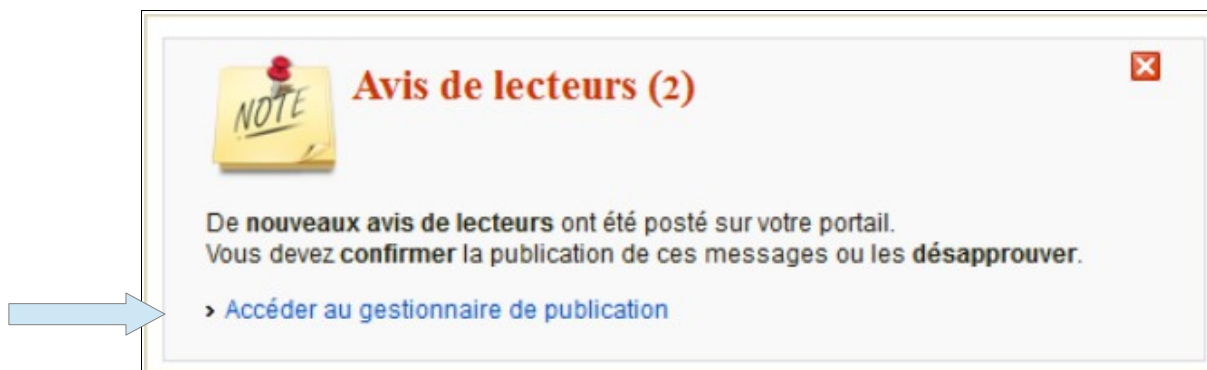 NOTE
Avis de lecteurs (2)
De nouveaux avis de lecteurs ont été posté sur votre portail.
Vous devez confirmer la publication de ces messages ou les désapprouver.
› Accéder au gestionnaire de publication